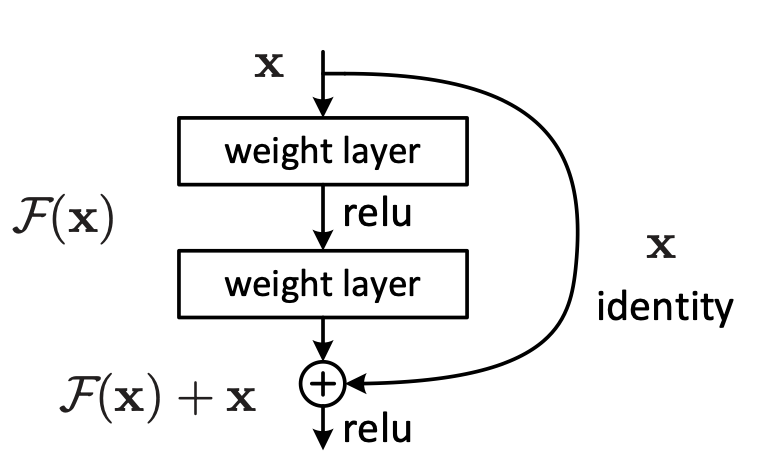 x
weight layer
relu
ℱ(x)
x
weight layer
identity
ℱ(x) + x
+
relu